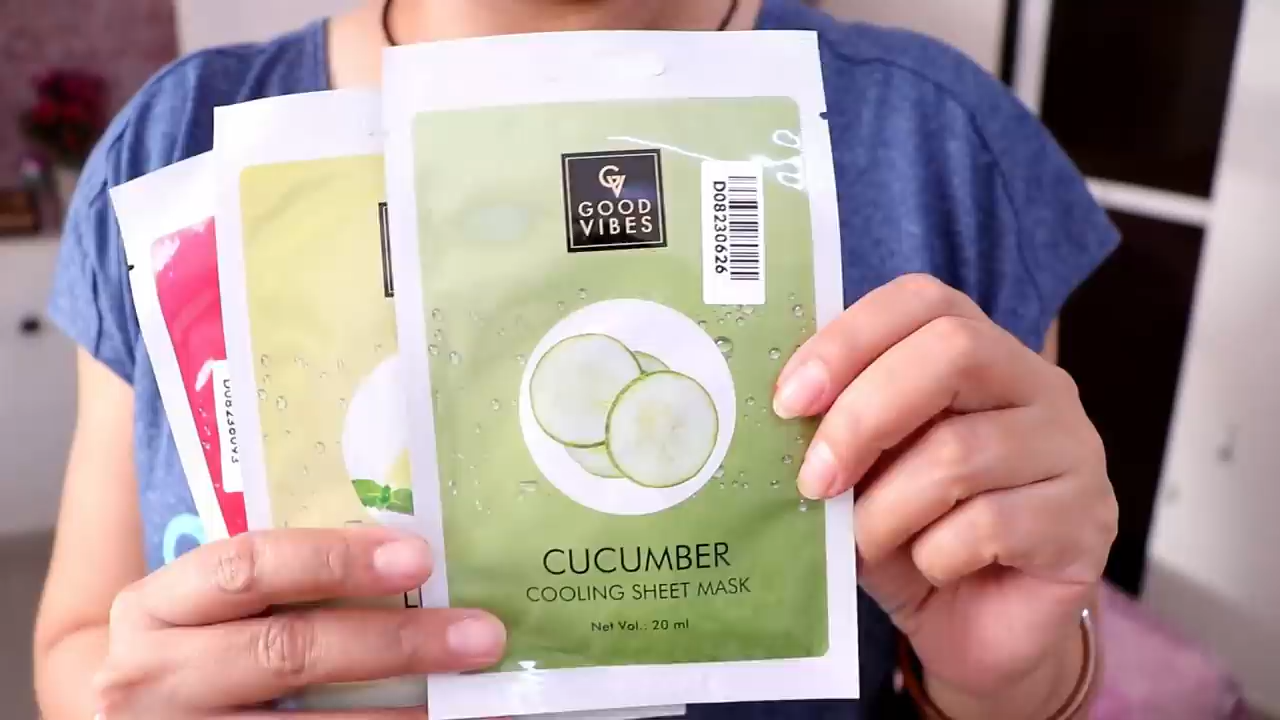 GV
GOOD
VIBES
D08230626
CUCUMBER
COOLING SHEET MASK
Net Vol.: 20 ml
L